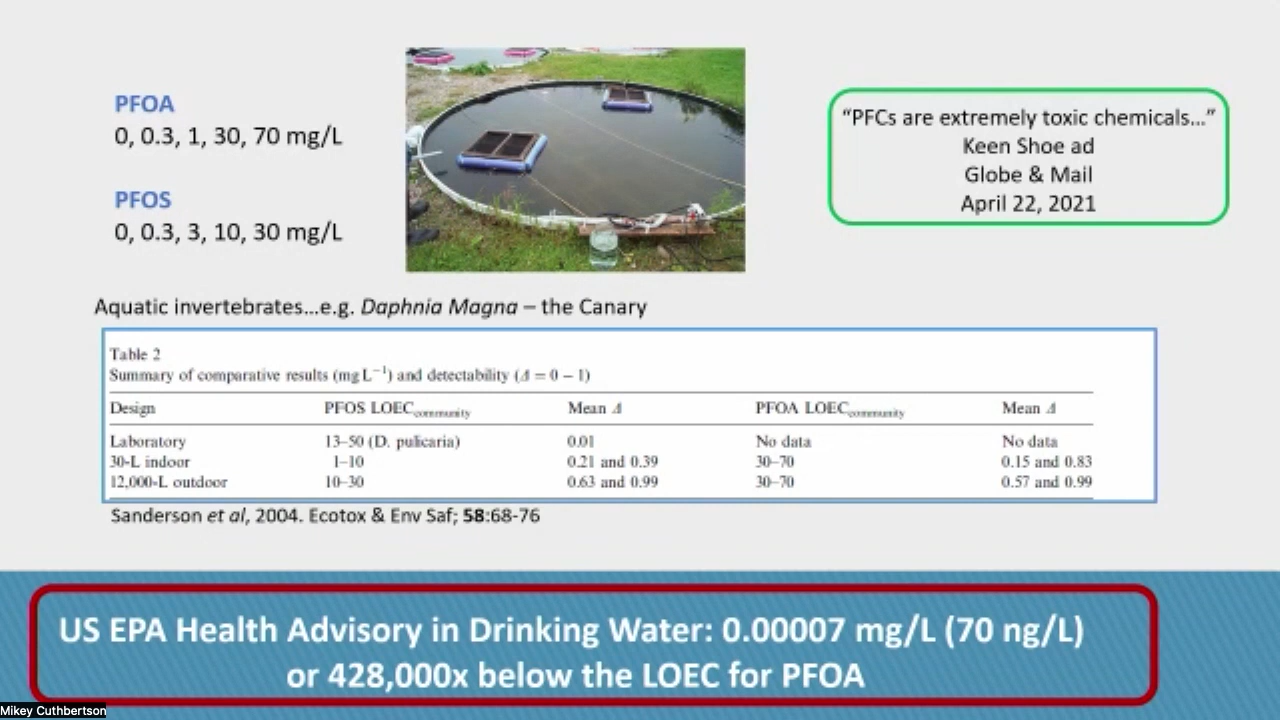 PFOA
0, 0.3, 1, 30, 70 mg/L
PFOS
0, 0.3, 3, 10, 30 mg/L
“PFCs are extremely toxic chemicals…”
Keen Shoe ad
Globe & Mail
April 22, 2021
Aquatic invertebrates…e.g. Daphnia Magna – the Canary
Table 2
Summary of comparative results (mg L⁻¹) and detectability (Δ = 0 – 1)
Design PFOS LOECcommunity Mean Δ PFOA LOECcommunity Mean Δ
Laboratory 13–50 (D. pulicaria) 0.01 No data No data
30-L indoor 1–10 0.21 and 0.39 30–70 0.15 and 0.83
12,000-L outdoor 10–30 0.63 and 0.99 30–70 0.57 and 0.99
Sanderson et al, 2004. Ecotox & Env Saf; 58:68-76
US EPA Health Advisory in Drinking Water: 0.00007 mg/L (70 ng/L)
or 428,000x below the LOEC for PFOA
Mikey Cuthbertson